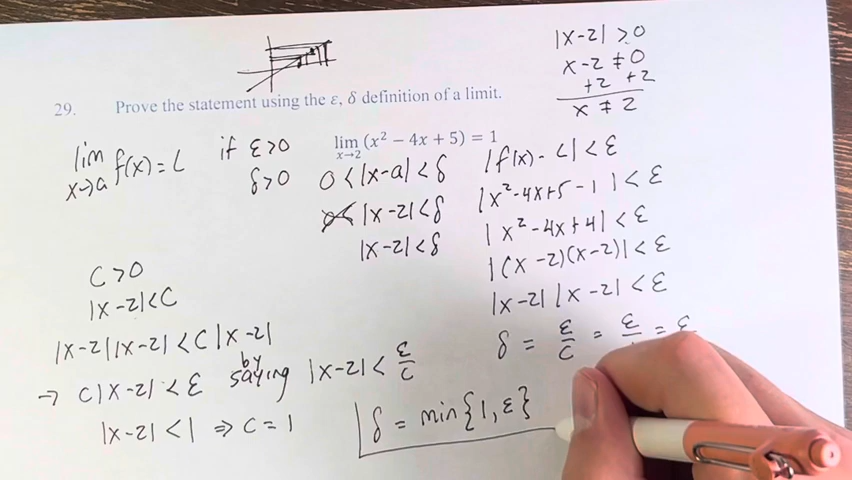 29. Prove the statement using the ε, δ definition of a limit.
lim x→2 (x² − 4x + 5) = 1
|x-2| > 0
x-2 ≠ 0
+2 +2
x ≠ 2
lim x→a f(x) = L
if ε>0
δ>0
0 < |x-a| < δ
0< |x-2| < δ
|x-2| < δ
|f(x) - L| < ε
|x²-4x+5 - 1| < ε
|x²-4x+4| < ε
|(x-2)(x-2)| < ε
|x-2| |x-2| < ε
C>0
|x-2| < C
|x-2| |x-2| < C|x-2|
→ C|x-2| < ε by saying |x-2| < ε/C
|x-2| < 1 ⇒ C = 1
δ = ε/C = ε/ = ε
δ = min{1, ε}